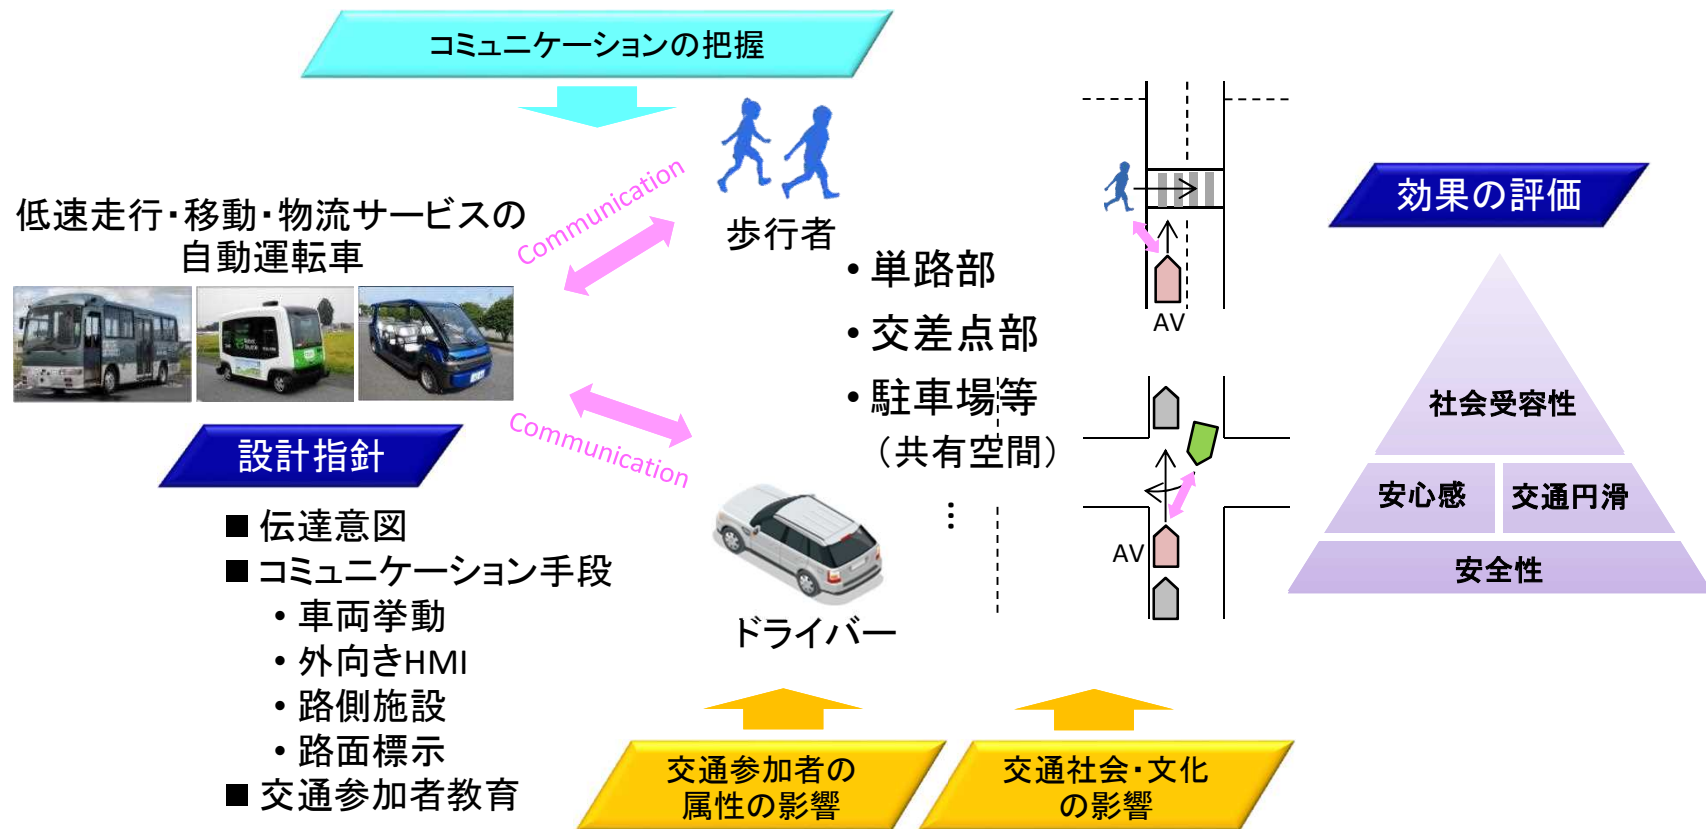 コミュニケーションの把握
低速走行・移動・物流サービスの
自動運転車
Communication
歩行者
Communication
ドライバー
設計指針
■ 伝達意図
■ コミュニケーション手段
• 車両挙動
• 外向きHMI
• 路側施設
• 路面標示
■ 交通参加者教育
• 単路部
• 交差点部
• 駐車場等
（共有空間）
…
AV
AV
効果の評価
社会受容性
安心感
交通円滑
安全性
交通参加者の
属性の影響
交通社会・文化
の影響